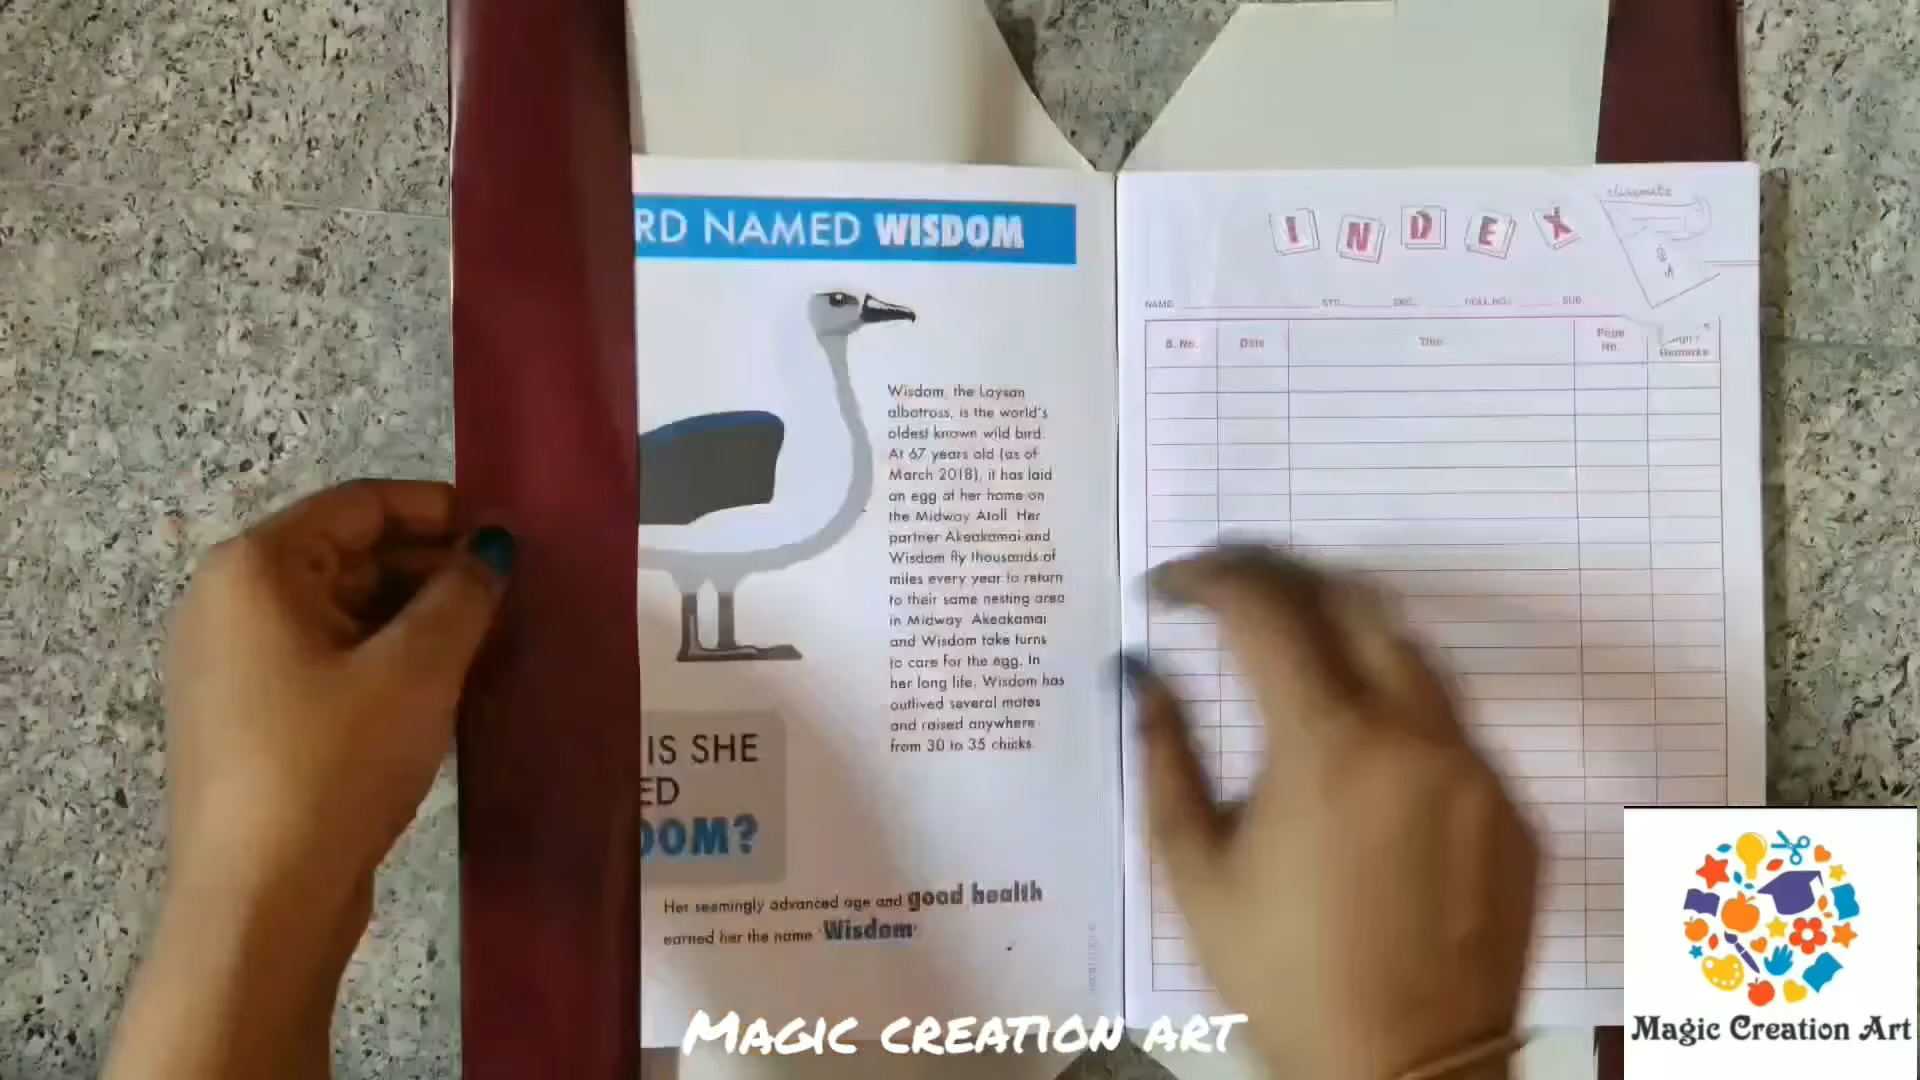 RD NAMED WISDOM
Wisdom, the Laysan
albatross, is the world's
oldest known wild bird.
At 67 years old (as of
March 2018), it has laid
an egg at her home on
the Midway Atoll. Her
partner Akeakamai and
Wisdom fly thousands of
miles every year to return
to their same nesting area
in Midway. Akeakamai
and Wisdom take turns
to care for the egg. In
her long life, Wisdom has
outlived several mates
and raised anywhere
from 30 to 35 chicks.
IS SHE
ED
DOM?
Her seemingly advanced age and good health
earned her the name 'Wisdom'
classmate
INDEX
NAME STD. SEC. ROLL NO. SUB.
S. No. Date Title Page No. Remarks
MAGIC CREATION ART
Magic Creation Art